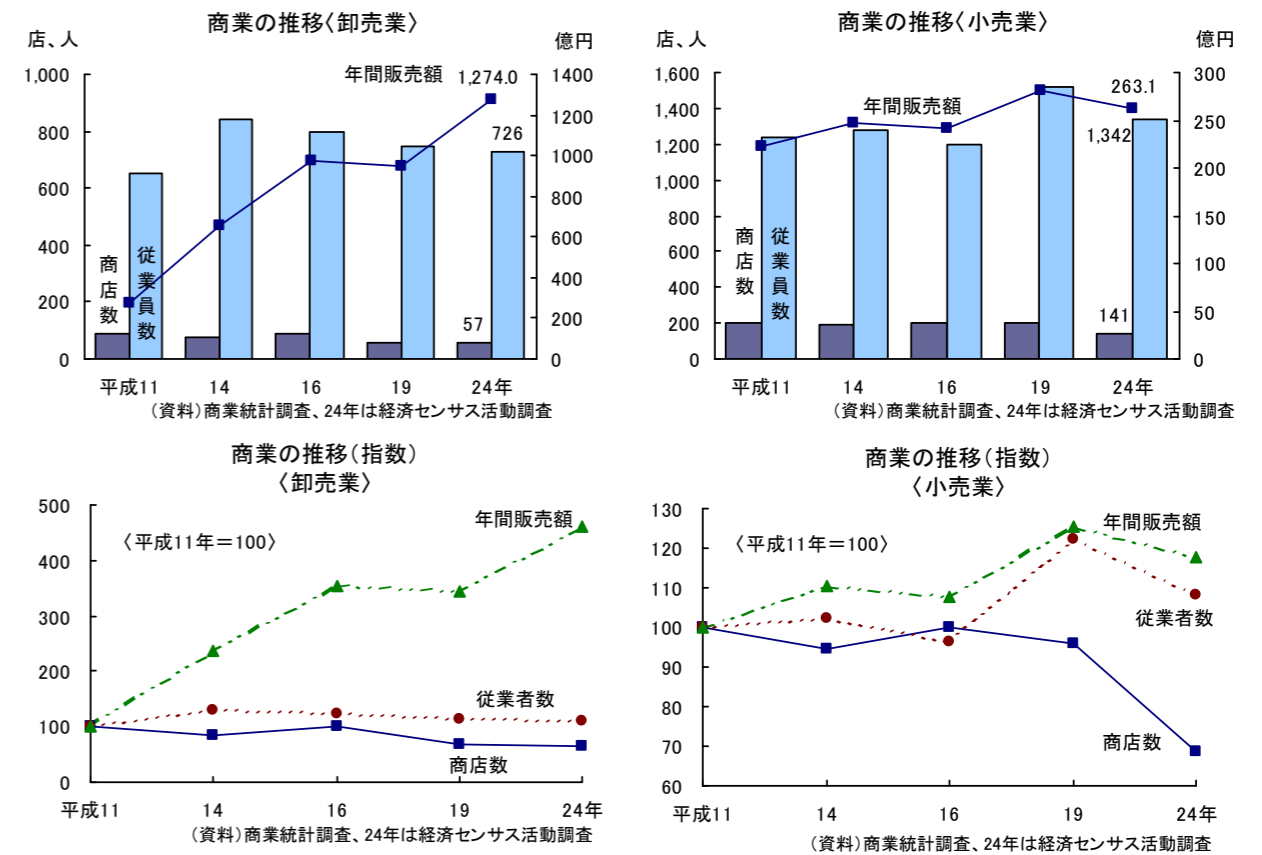 商業の推移〈卸売業〉
店、人
億円
年間販売額
1,274.0
1,000
800
600
400
200
0
1400
1200
1000
800
600
400
200
0
商店数
従業員数
726
57
平成11
14
16
19
24年
（資料）商業統計調査、24年は経済センサス活動調査
商業の推移〈小売業〉
店、人
億円
年間販売額
263.1
1,600
1,400
1,200
1,000
800
600
400
200
0
300
250
200
150
100
50
0
商店数
従業員数
1,342
141
平成11
14
16
19
24年
（資料）商業統計調査、24年は経済センサス活動調査
商業の推移（指数）
〈卸売業〉
〈平成11年＝100〉
年間販売額
従業者数
商店数
500
400
300
200
100
0
平成11
14
16
19
24年
（資料）商業統計調査、24年は経済センサス活動調査
商業の推移（指数）
〈小売業〉
〈平成11年＝100〉
年間販売額
従業者数
商店数
130
120
110
100
90
80
70
60
平成11
14
16
19
24年
（資料）商業統計調査、24年は経済センサス活動調査